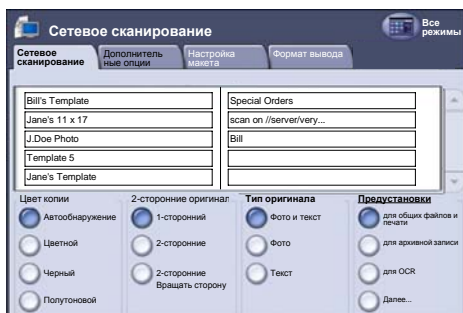 Сетевое сканирование
Все
режимы
Сетевое
сканирование
Дополнитель
ные опции
Настройка
макета
Формат вывода
Bill's Template
Special Orders
Jane's 11 x 17
scan on //server/very...
J.Doe Photo
Bill
Template 5
Jane's Template
Цвет копии
2-сторонние оригинал
Тип оригинала
Предустановки
Автообнаружение
1-сторонний
Фото и текст
для общих файлов и
печати
Цветной
2-сторонние
Фото
для архивной записи
Черный
2-сторонние
Вращать сторону
Текст
для OCR
Полутоновой
Далее...